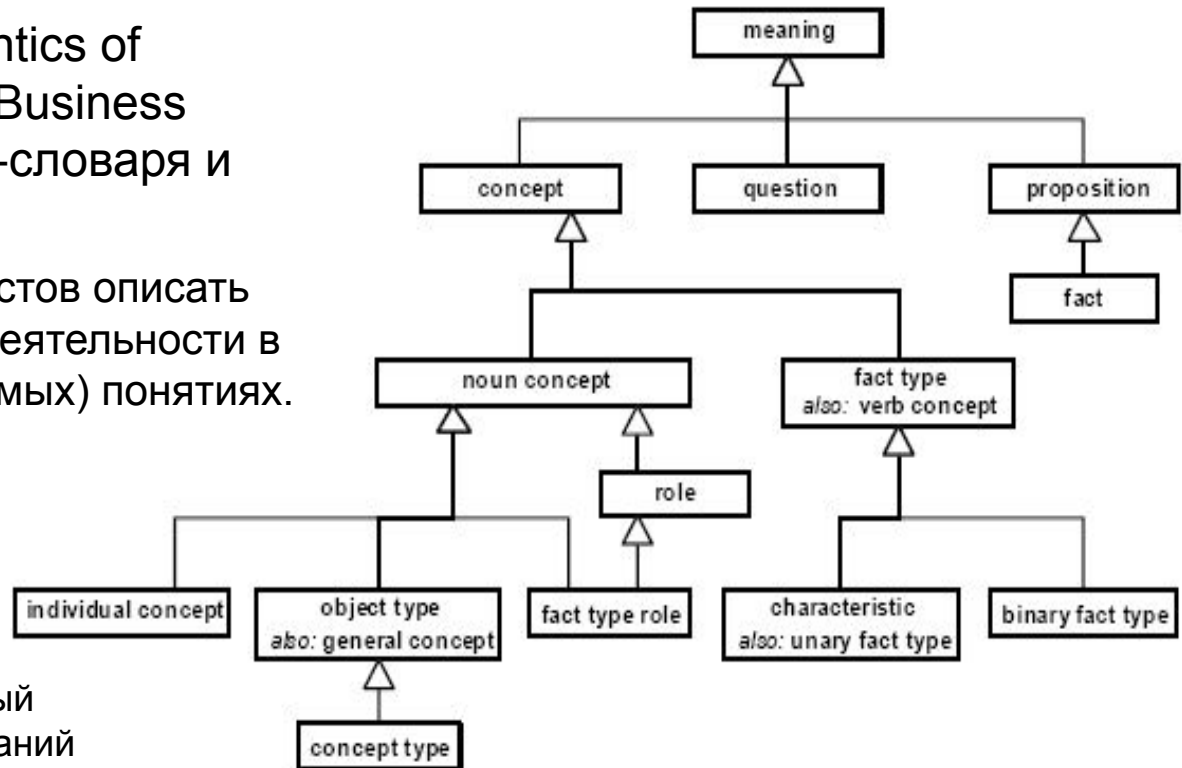 ntics of
Business
-словаря и
стов описать
еятельности в
мых) понятиях.
ый
аний
meaning
concept
question
proposition
fact
noun concept
fact type
also: verb concept
role
individual concept
object type
also: general concept
fact type role
characteristic
also: unary fact type
binary fact type
concept type